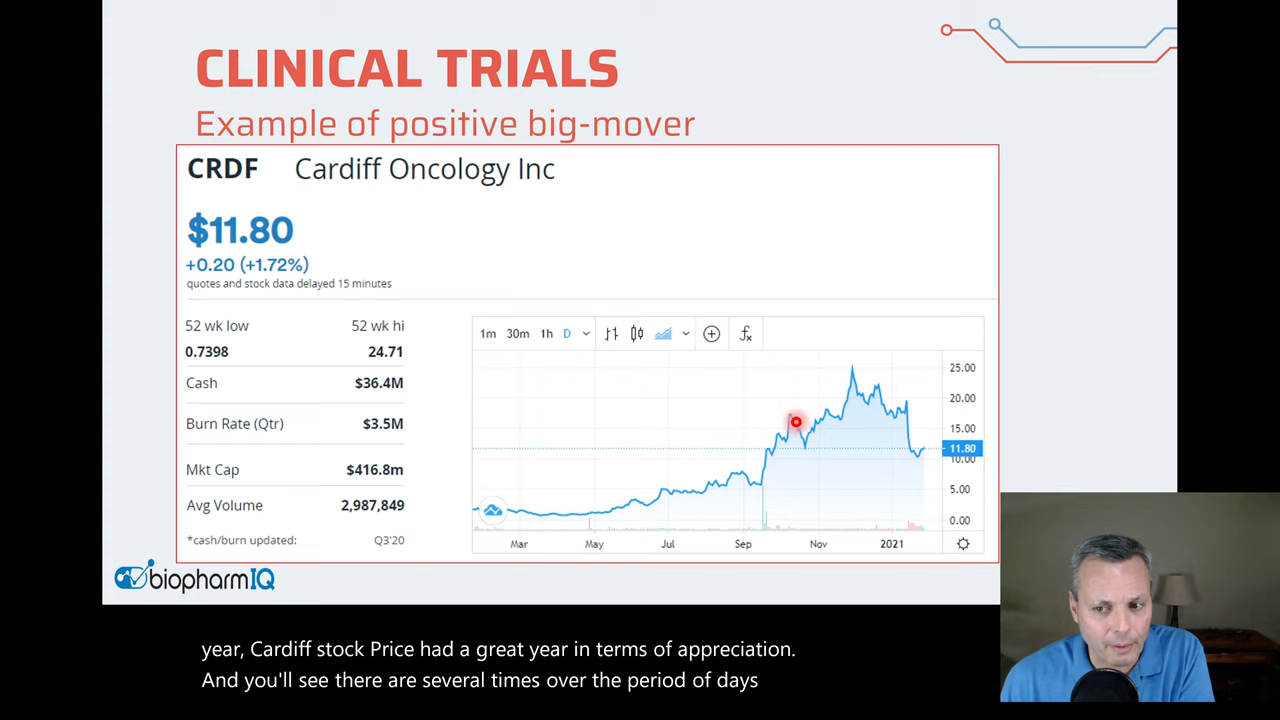 CLINICAL TRIALS
Example of positive big-mover
CRDF Cardiff Oncology Inc
$11.80
+0.20 (+1.72%)
quotes and stock data delayed 15 minutes
52 wk low 52 wk hi
0.7398 24.71
Cash $36.4M
Burn Rate (Qtr) $3.5M
Mkt Cap $416.8m
Avg Volume 2,987,849
*cash/burn updated: Q3'20
1m 30m 1h D fx
25.00
20.00
15.00
11.80
10.00
5.00
0.00
Mar May Jul Sep Nov 2021
biopharmIQ
year, Cardiff stock Price had a great year in terms of appreciation.
And you'll see there are several times over the period of days